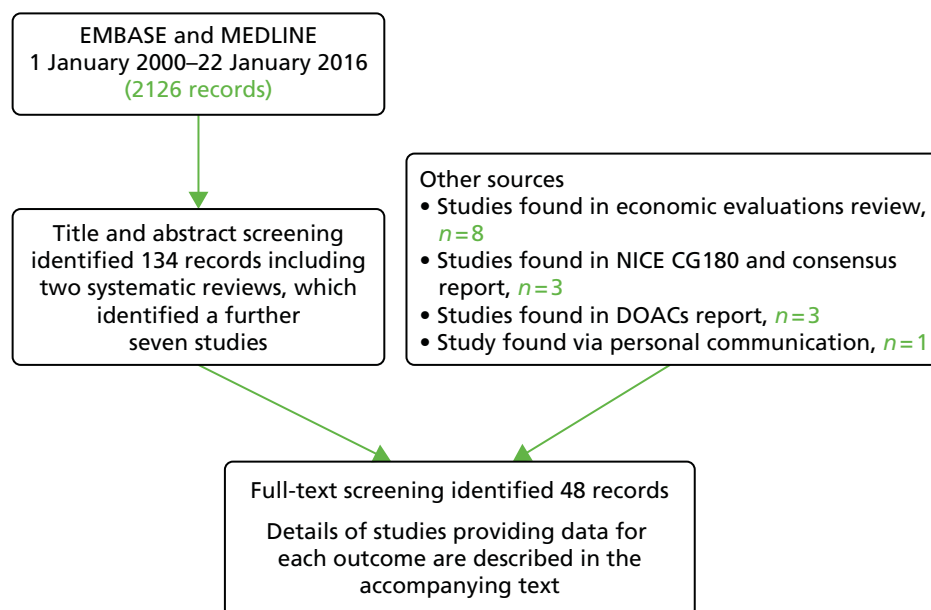 EMBASE and MEDLINE
1 January 2000–22 January 2016
(2126 records)
Title and abstract screening
identified 134 records including
two systematic reviews, which
identified a further
seven studies
Other sources
• Studies found in economic evaluations review,
n=8
• Studies found in NICE CG180 and consensus
report, n=3
• Studies found in DOACs report, n=3
• Study found via personal communication, n=1
Full-text screening identified 48 records
Details of studies providing data for
each outcome are described in the
accompanying text